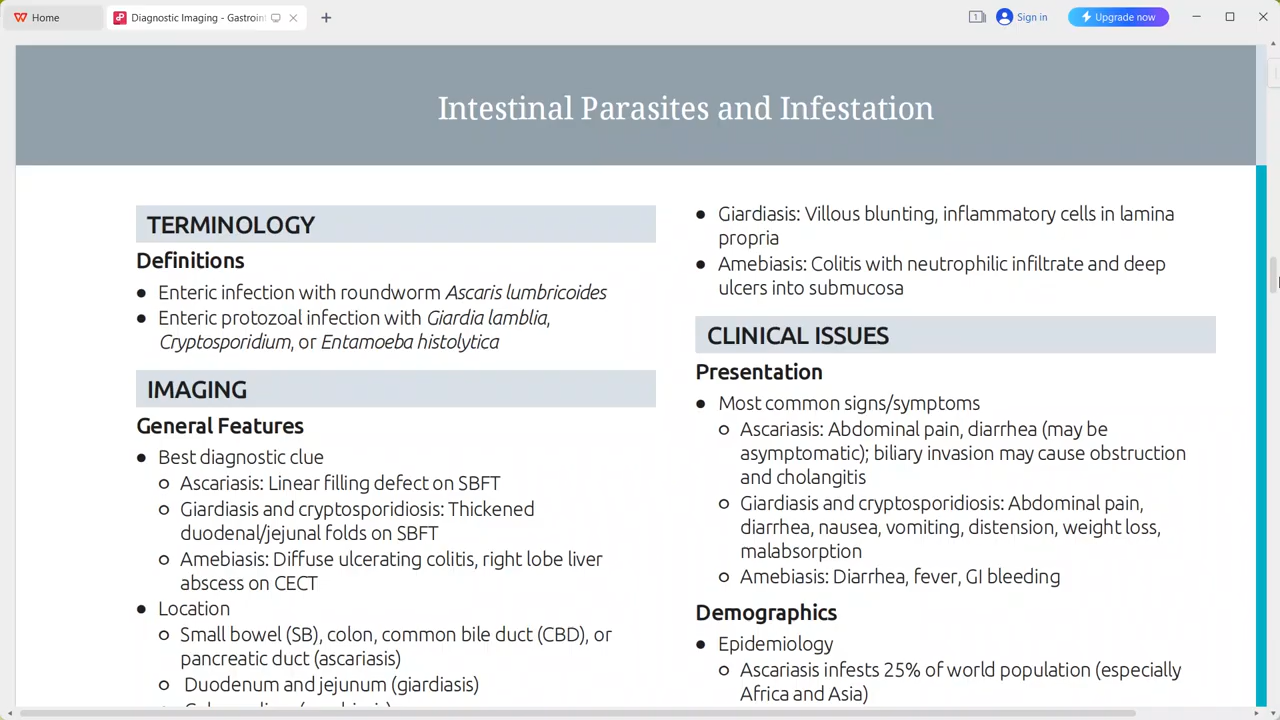 Home
Diagnostic Imaging - Gastroint
1
Sign in
Upgrade now
Intestinal Parasites and Infestation
TERMINOLOGY
Definitions
● Enteric infection with roundworm Ascaris lumbricoides
● Enteric protozoal infection with Giardia lamblia,
Cryptosporidium, or Entamoeba histolytica
IMAGING
General Features
● Best diagnostic clue
○ Ascariasis: Linear filling defect on SBFT
○ Giardiasis and cryptosporidiosis: Thickened
duodenal/jejunal folds on SBFT
○ Amebiasis: Diffuse ulcerating colitis, right lobe liver
abscess on CECT
● Location
○ Small bowel (SB), colon, common bile duct (CBD), or
pancreatic duct (ascariasis)
○ Duodenum and jejunum (giardiasis)
● Giardiasis: Villous blunting, inflammatory cells in lamina
propria
● Amebiasis: Colitis with neutrophilic infiltrate and deep
ulcers into submucosa
CLINICAL ISSUES
Presentation
● Most common signs/symptoms
○ Ascariasis: Abdominal pain, diarrhea (may be
asymptomatic); biliary invasion may cause obstruction
and cholangitis
○ Giardiasis and cryptosporidiosis: Abdominal pain,
diarrhea, nausea, vomiting, distension, weight loss,
malabsorption
○ Amebiasis: Diarrhea, fever, GI bleeding
Demographics
● Epidemiology
○ Ascariasis infests 25% of world population (especially
Africa and Asia)